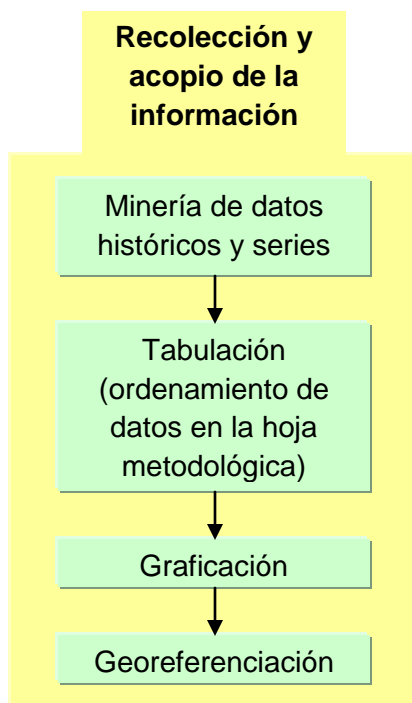 Recolección y
acopio de la
información
Minería de datos
históricos y series
Tabulación
(ordenamiento de
datos en la hoja
metodológica)
Graficación
Georeferenciación